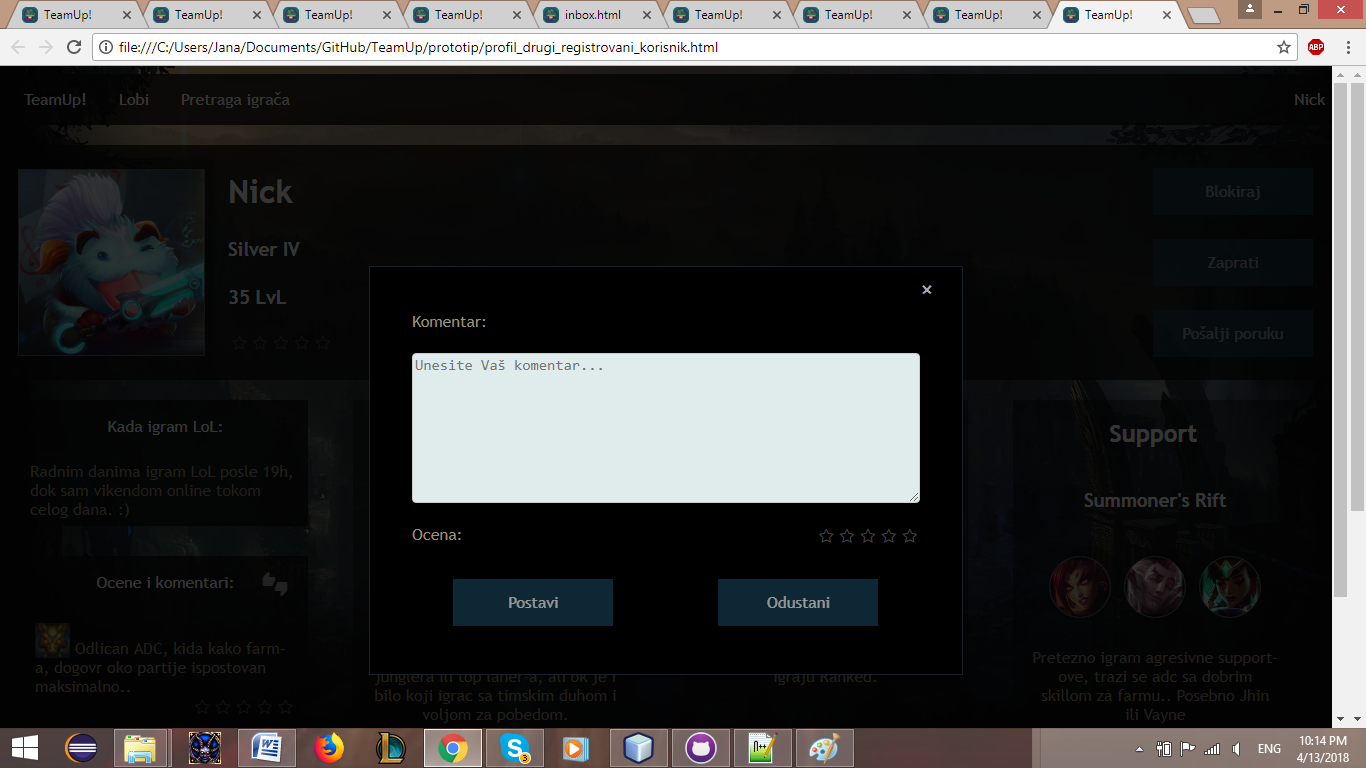 TeamUp! TeamUp! TeamUp! TeamUp! inbox.html TeamUp! TeamUp! TeamUp! TeamUp!
file:///C:/Users/Jana/Documents/GitHub/TeamUp/prototip/profil_drugi_registrovani_korisnik.html
ABP
TeamUp! Lobi Pretraga igrača Nick
Nick
Silver IV
35 LvL
Blokiraj
Zaprati
Pošalji poruku
×
Komentar:
Unesite Vaš komentar...
Ocena:
Postavi Odustani
Kada igram LoL:
Radnim danima igram LoL posle 19h,
dok sam vikendom online tokom
celog dana. :)
Ocene i komentari:
Odlican ADC, kida kako farm-
a, dogovr oko partije ispostovan
maksimalno..
junglera ili top laner-a, ali ok je i
bilo koji igrac sa timskim duhom i
voljom za pobedom.
igraju Ranked.
Support
Summoner's Rift
Pretezno igram agresivne support-
ove, trazi se adc sa dobrim
skillom za farmu.. Posebno Jhin
ili Vayne
3
n++
ENG
10:14 PM
4/13/2018